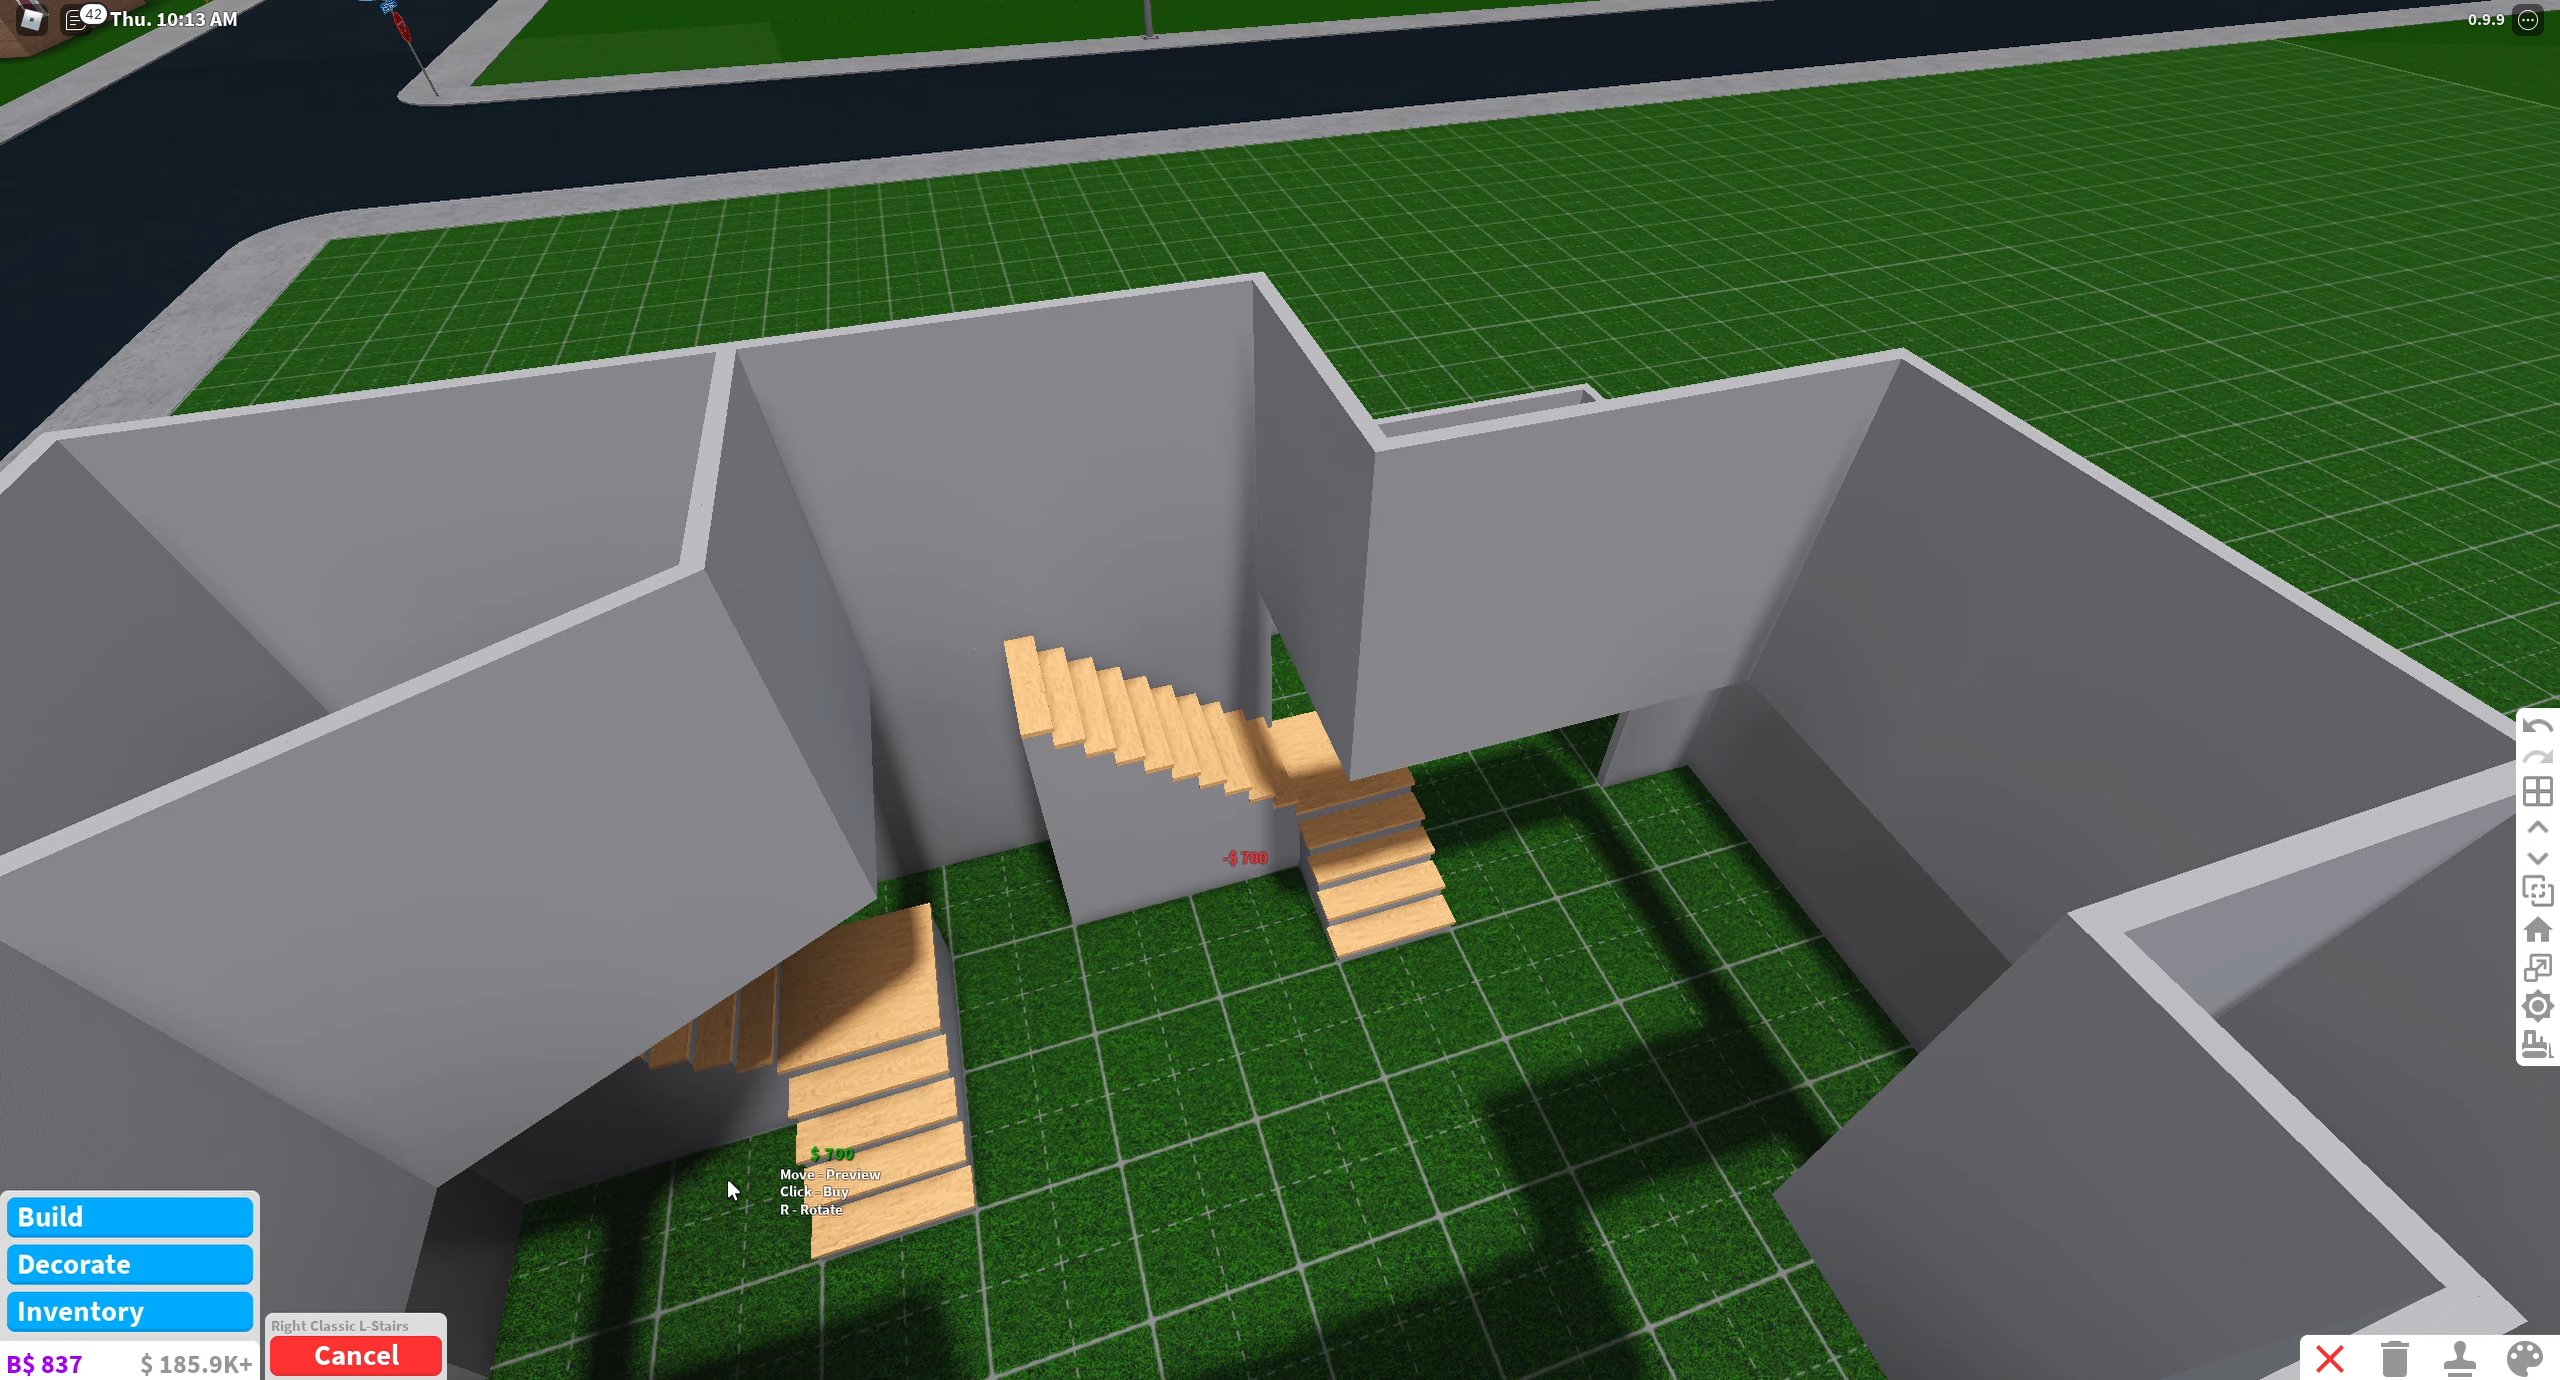 42 Thu. 10:13 AM
0.9.9
-$ 700
$ 700
Move - Preview
Click - Buy
R - Rotate
Build
Decorate
Inventory
Right Classic L-Stairs
Cancel
B$ 837 $ 185.9K+